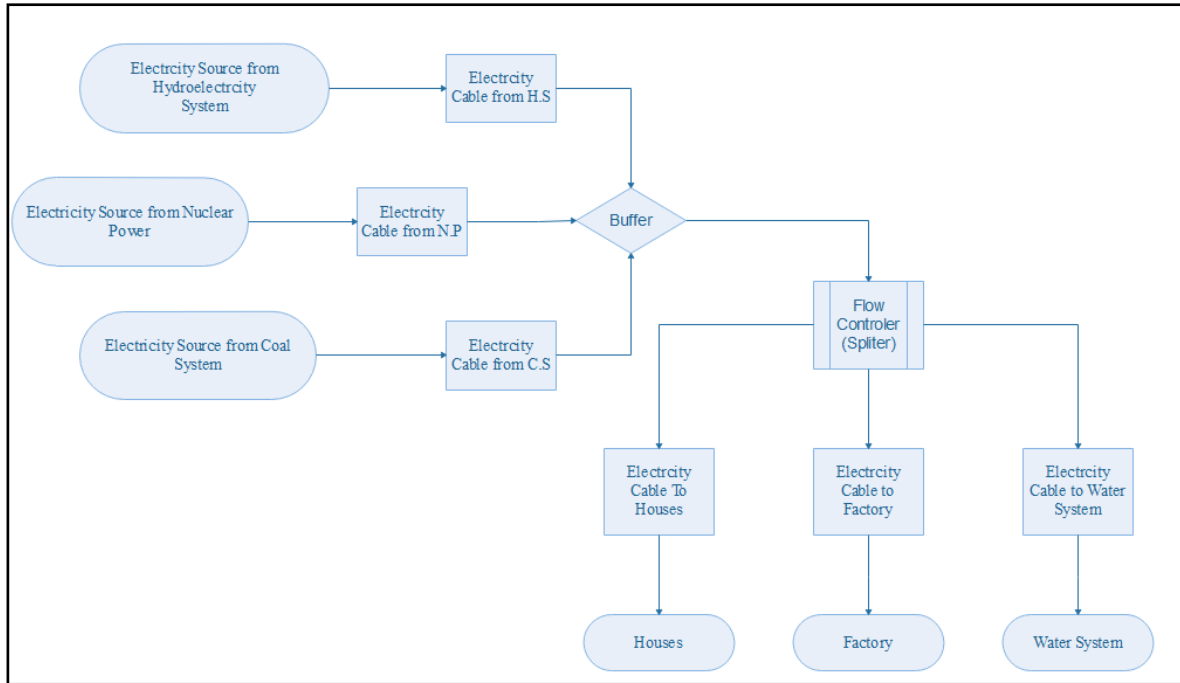 Electrcity Source from
Hydroelectrcity
System
Electrcity
Cable from H.S
Electricity Source from Nuclear
Power
Electrcity
Cable from N.P
Buffer
Flow
Controler
(Spliter)
Electricity Source from Coal
System
Electrcity
Cable from C.S
Electrcity
Cable To
Houses
Electrcity
Cable to
Factory
Electrcity
Cable to Water
System
Houses
Factory
Water System